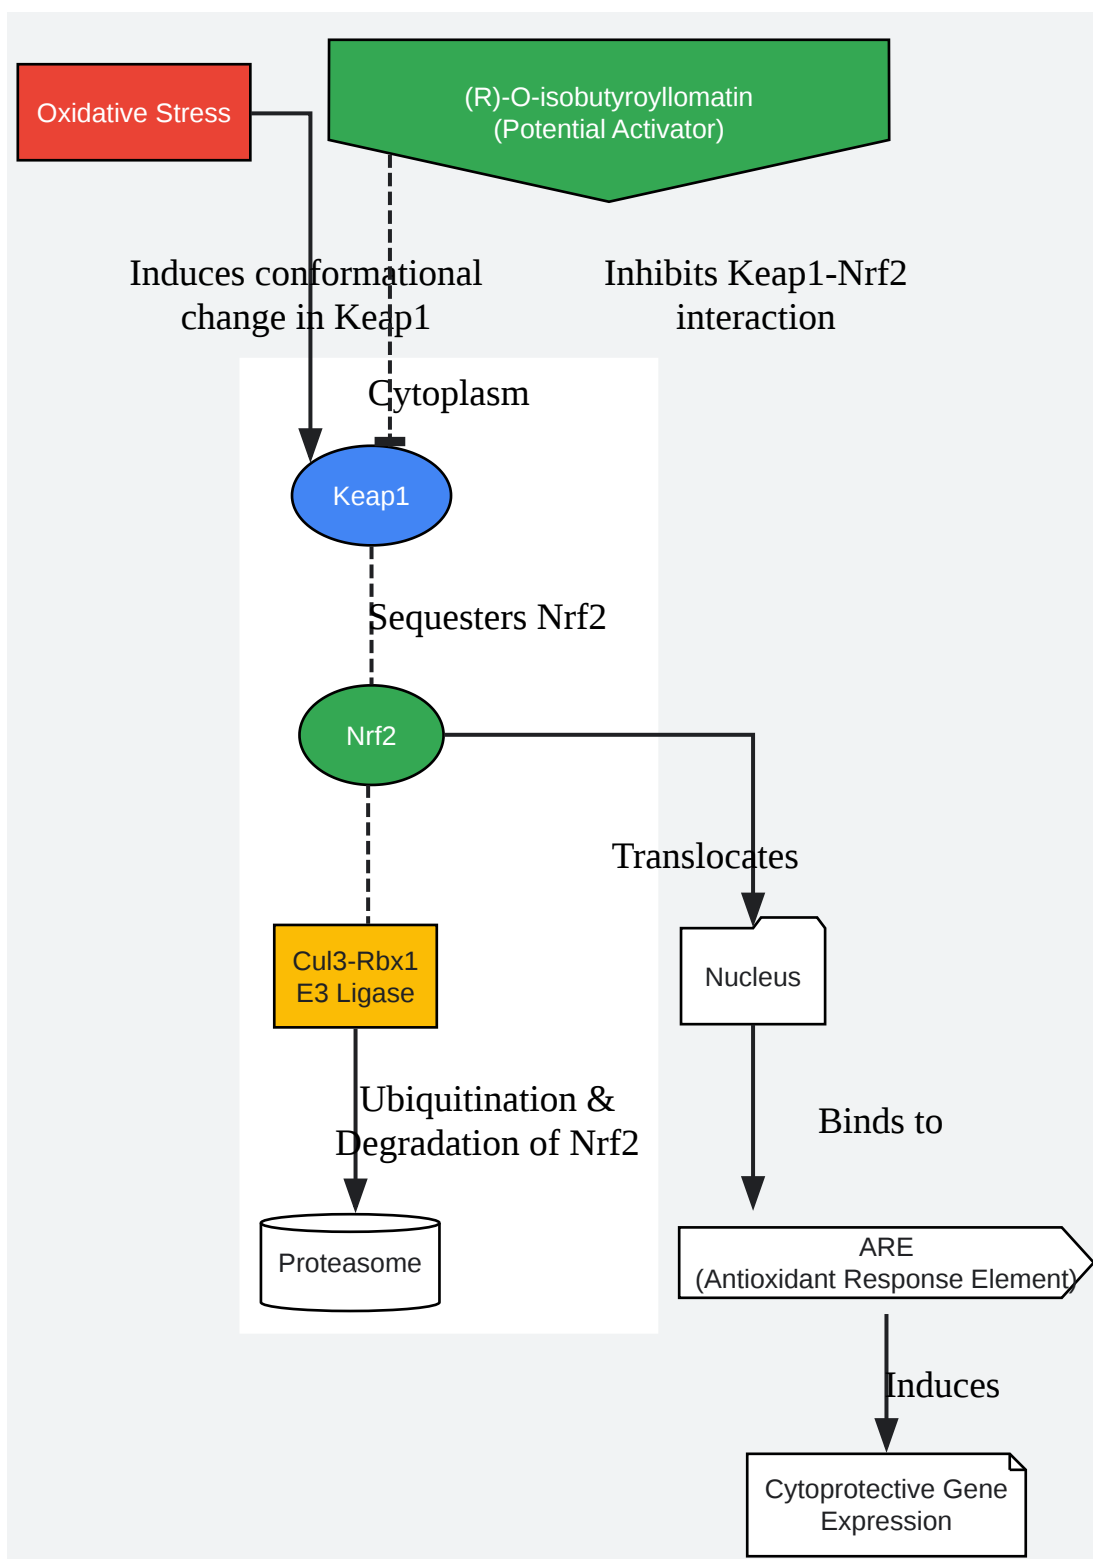 Oxidative Stress
(R)-O-isobutyroyllomatin
(Potential Activator)
Induces conformational
change in Keap1
Inhibits Keap1-Nrf2
interaction
Cytoplasm
Keap1
Sequesters Nrf2
Nrf2
Translocates
Cul3-Rbx1
E3 Ligase
Nucleus
Ubiquitination &
Degradation of Nrf2
Binds to
Proteasome
ARE
(Antioxidant Response Element)
Induces
Cytoprotective Gene
Expression